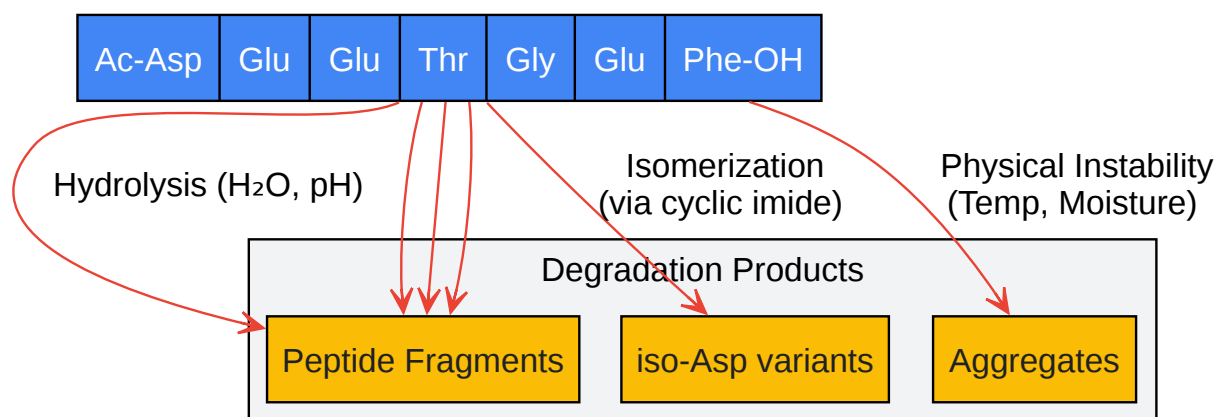 Ac-Asp Glu Glu Thr Gly Glu Phe-OH
Hydrolysis (H₂O, pH)
Isomerization
(via cyclic imide)
Physical Instability
(Temp, Moisture)
Degradation Products
Peptide Fragments
iso-Asp variants
Aggregates